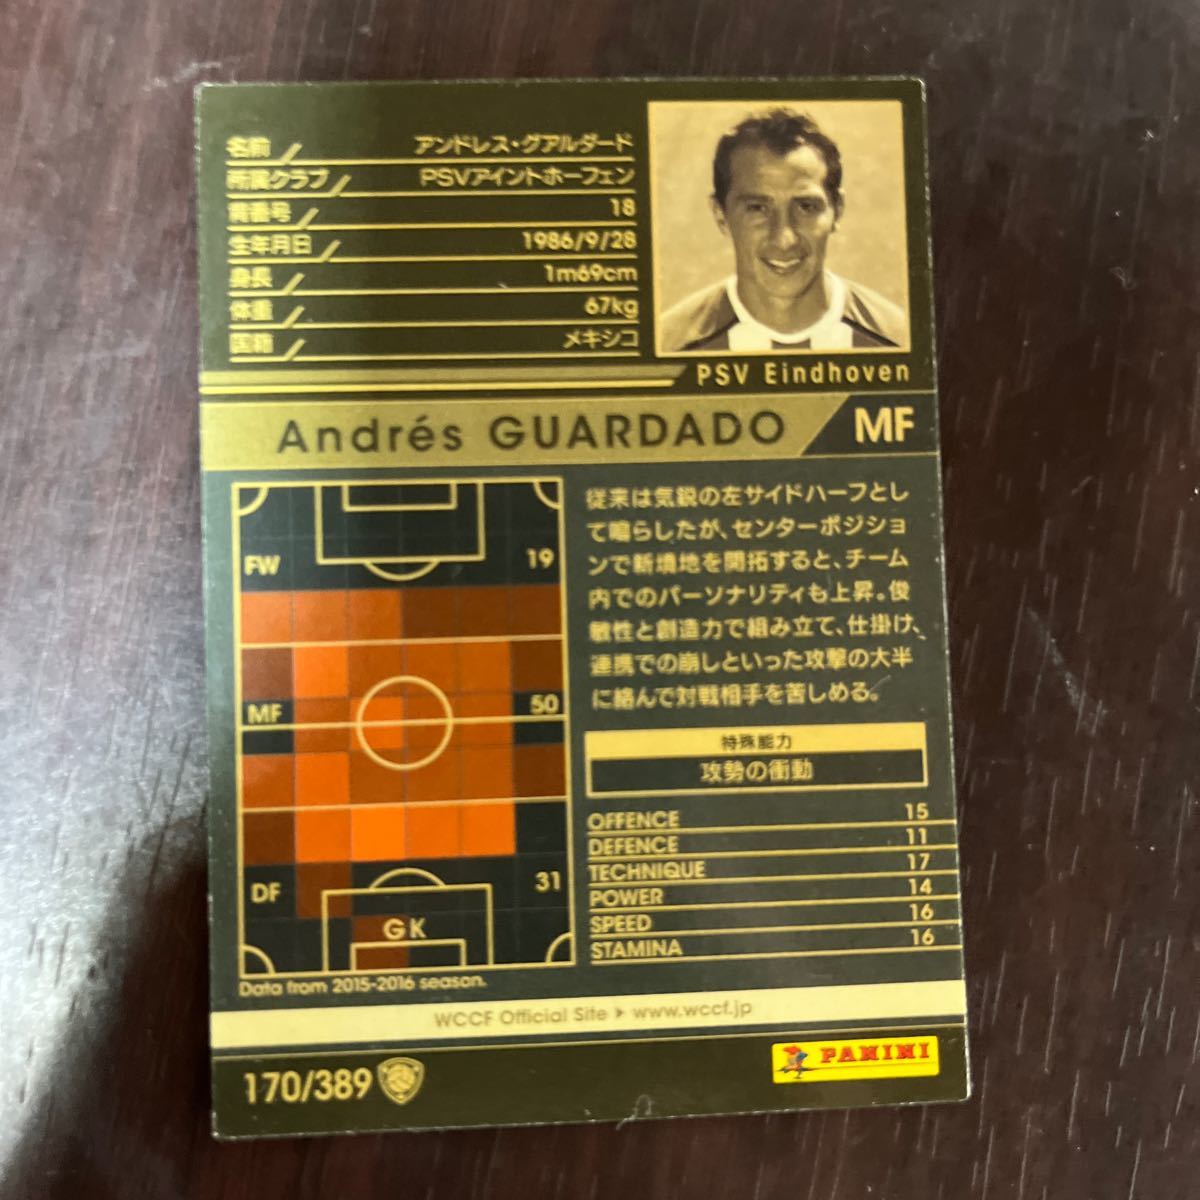 名前 アンドレス・グアルダード
所属クラブ PSVアイントホーフェン
背番号 18
生年月日 1986/9/28
身長 1m69cm
体重 67kg
国籍 メキシコ
PSV Eindhoven
Andrés GUARDADO MF
FW 19
MF 50
DF 31
GK
Data from 2015-2016 season.
従来は気鋭の左サイドハーフとし
て鳴らしたが、センターポジショ
ンで新境地を開拓すると、チーム
内でのパーソナリティも上昇。俊
敏性と創造力で組み立て、仕掛け、
連携での崩しといった攻撃の大半
に絡んで対戦相手を苦しめる。
特殊能力
攻勢の衝動
OFFENCE 15
DEFENCE 11
TECHNIQUE 17
POWER 14
SPEED 16
STAMINA 16
WCCF Official Site ▶ www.wccf.jp
170/389
PANINI